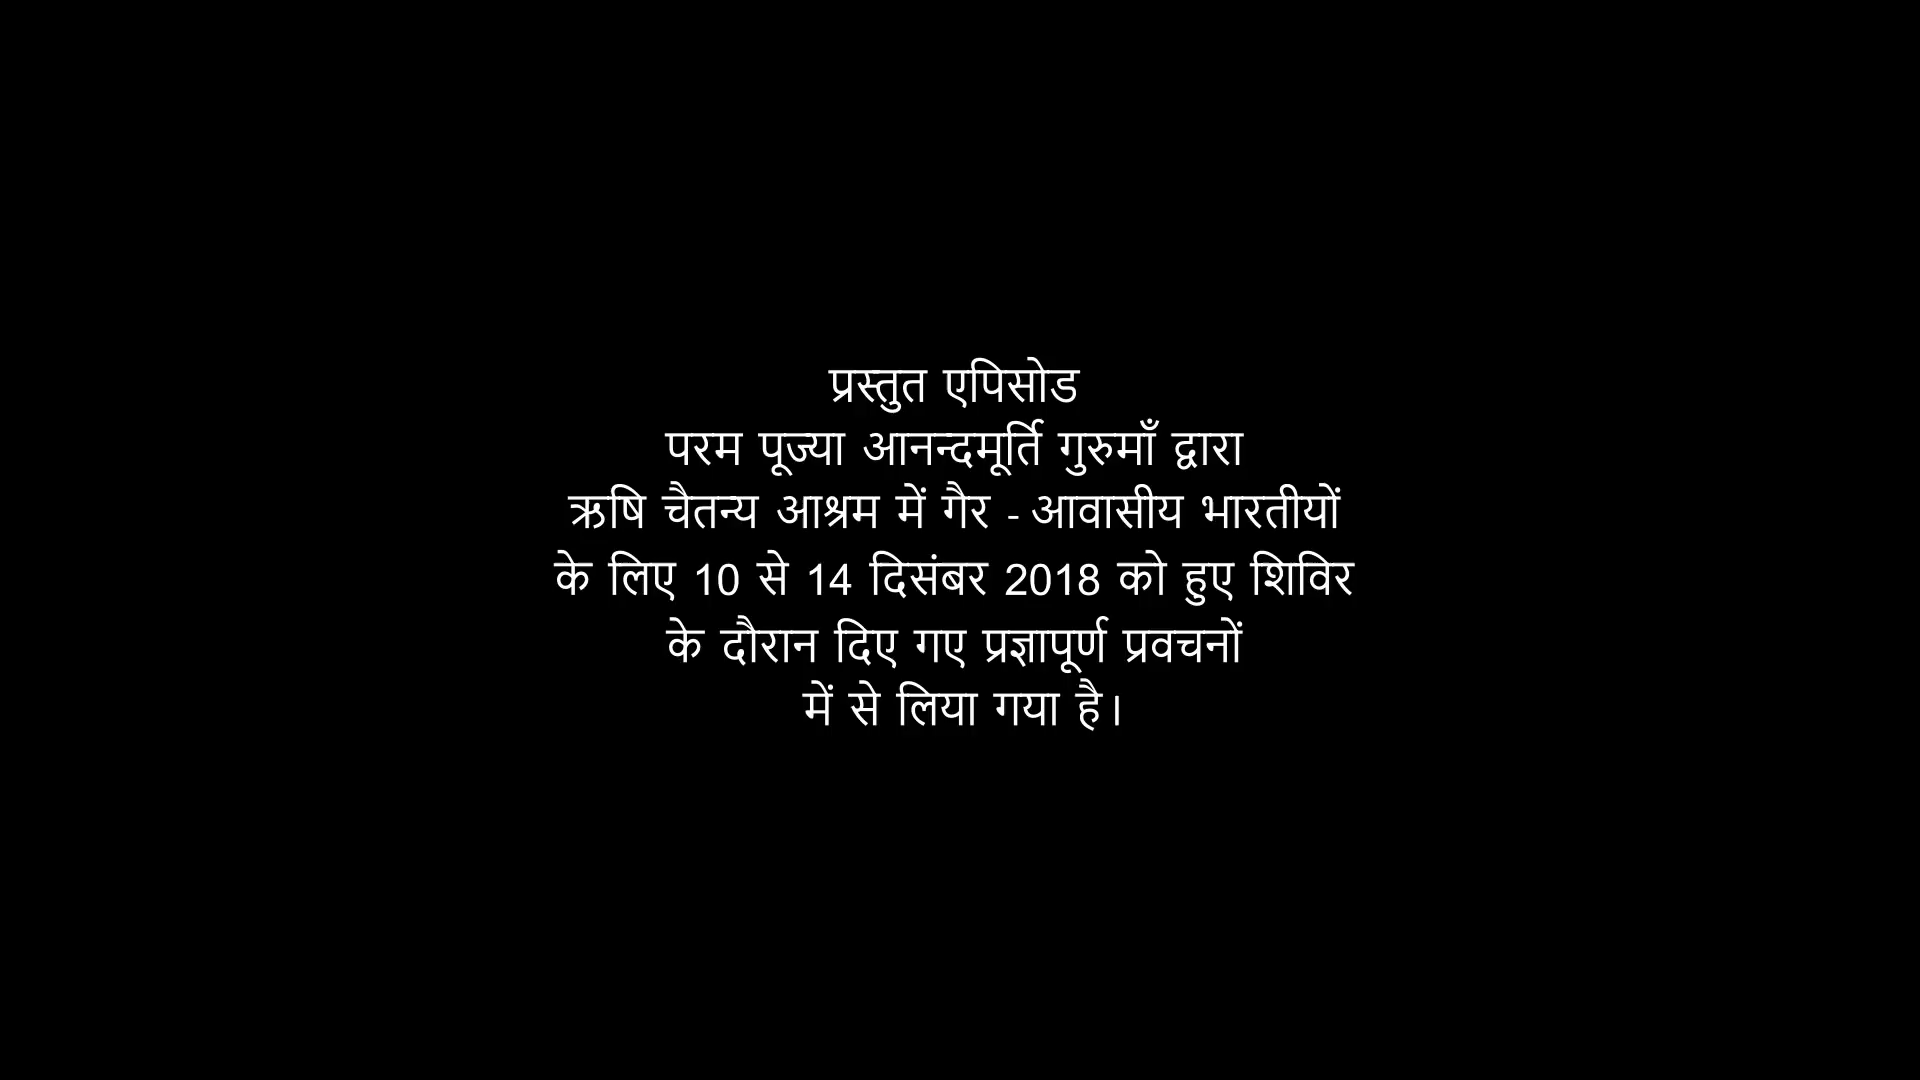 प्रस्तुत एपिसोड
परम पूज्या आनन्दमूर्ति गुरुमाँ द्वारा
ऋषि चैतन्य आश्रम में गैर - आवासीय भारतीयों
के लिए 10 से 14 दिसंबर 2018 को हुए शिविर
के दौरान दिए गए प्रज्ञापूर्ण प्रवचनों
में से लिया गया है।